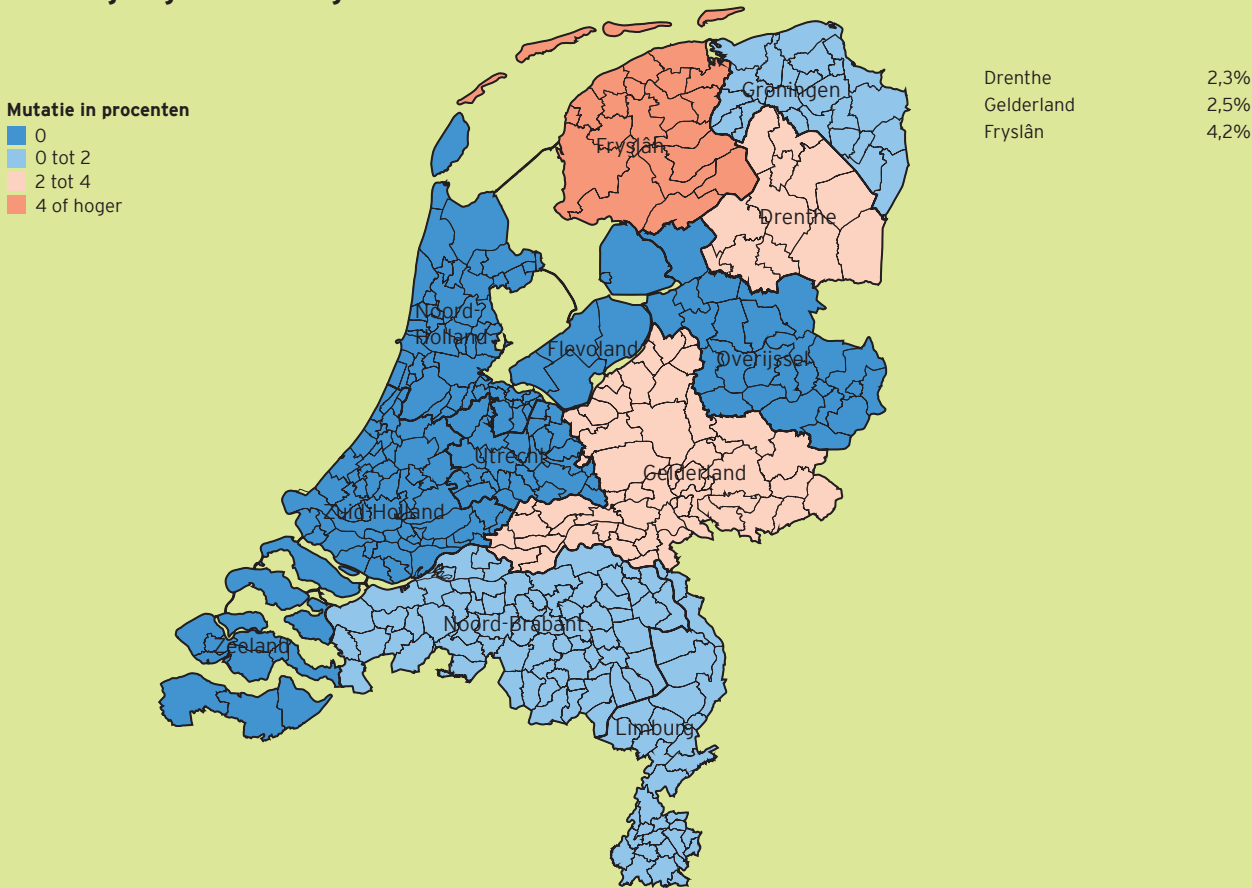 Mutatie in procenten
0
0 tot 2
2 tot 4
4 of hoger
Drenthe 2,3%
Gelderland 2,5%
Fryslân 4,2%
Groningen
Fryslân
Drenthe
Noord-
Holland
Flevoland
Overijssel
Utrecht
Gelderland
Zuid-Holland
Noord-Brabant
Zeeland
Limburg